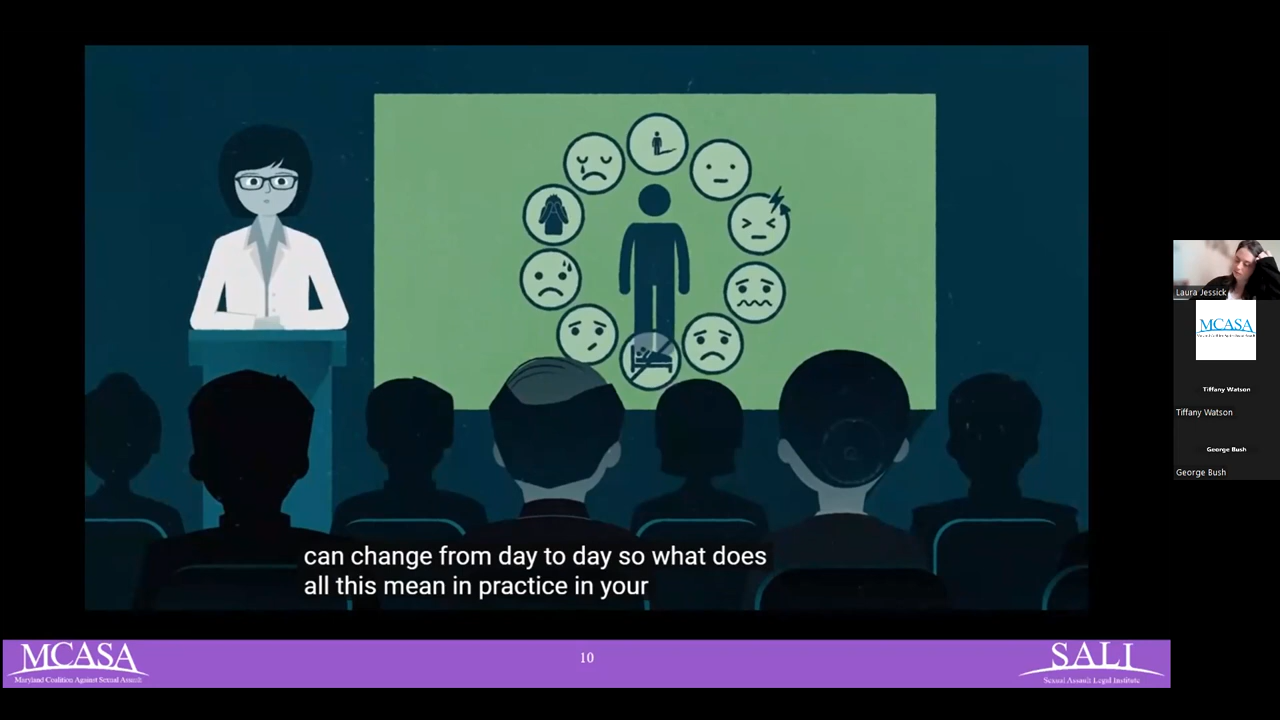 can change from day to day so what does
all this mean in practice in your
MCASA
Maryland Coalition Against Sexual Assault
10
SALI
Sexual Assault Legal Institute
Laura Jessick
MCASA
Tiffany Watson
Tiffany Watson
George Bush
George Bush